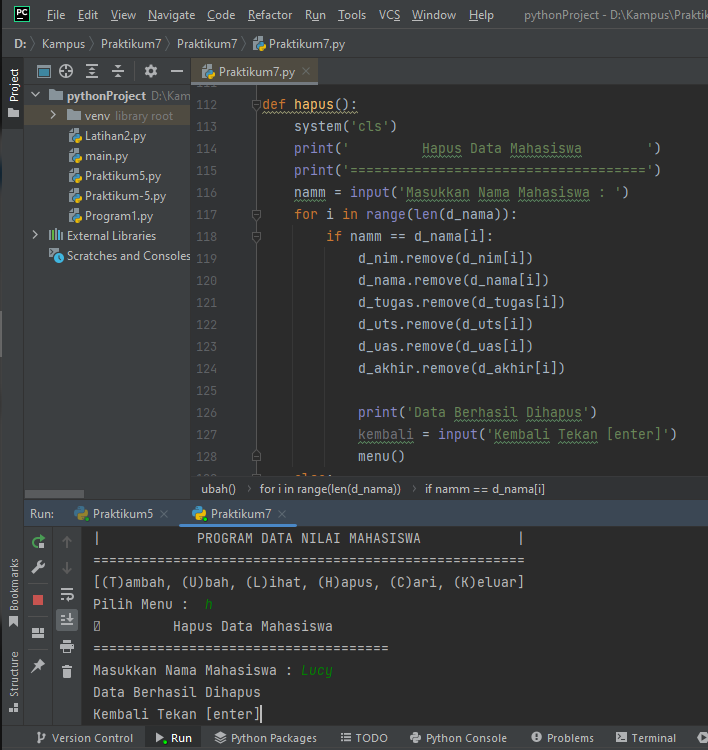 PC File Edit View Navigate Code Refactor Run Tools VCS Window Help pythonProject - D:\Kampus\Prakti
D: Kampus Praktikum7 Praktikum7 Praktikum7.py
Project
Praktikum7.py
pythonProject D:\Kam
venv library root
Latihan2.py
main.py
Praktikum5.py
Praktikum-5.py
Program1.py
External Libraries
Scratches and Consoles
112 def hapus():
113 system('cls')
114 print('         Hapus Data Mahasiswa        ')
115 print('=====================================')
116 namm = input('Masukkan Nama Mahasiswa : ')
117 for i in range(len(d_nama)):
118 if namm == d_nama[i]:
119 d_nim.remove(d_nim[i])
120 d_nama.remove(d_nama[i])
121 d_tugas.remove(d_tugas[i])
122 d_uts.remove(d_uts[i])
123 d_uas.remove(d_uas[i])
124 d_akhir.remove(d_akhir[i])
125
126 print('Data Berhasil Dihapus')
127 kembali = input('Kembali Tekan [enter]')
128 menu()
ubah() for i in range(len(d_nama)) if namm == d_nama[i]
Run: Praktikum5 Praktikum7
|            PROGRAM DATA NILAI MAHASISWA            |
======================================================
[(T)ambah, (U)bah, (L)ihat, (H)apus, (C)ari, (K)eluar]
Pilih Menu : h
Hapus Data Mahasiswa
=====================================
Masukkan Nama Mahasiswa : Lucy
Data Berhasil Dihapus
Kembali Tekan [enter]
Bookmarks
Structure
Version Control Run Python Packages TODO Python Console Problems Terminal